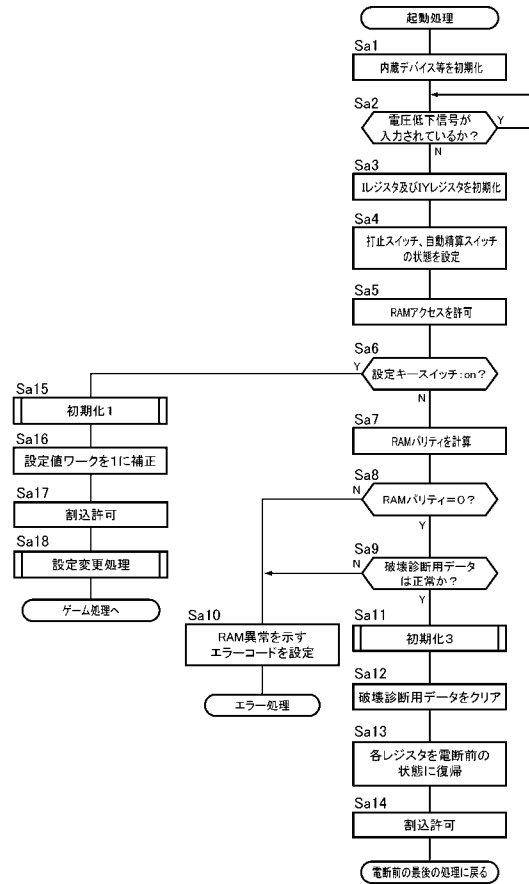 起動処理
Sa1
内蔵デバイス等を初期化
Sa2
電圧低下信号が
入力されているか？
Y
N
Sa3
Iレジスタ及びIYレジスタを初期化
Sa4
打止スイッチ、自動精算スイッチ
の状態を設定
Sa5
RAMアクセスを許可
Sa6
設定キースイッチ：on？
Y
N
Sa15
初期化１
Sa16
設定値ワークを1に補正
Sa17
割込許可
Sa18
設定変更処理
ゲーム処理へ
Sa7
RAMパリティを計算
Sa8
RAMパリティ＝０？
N
Y
Sa9
破壊診断用データ
は正常か？
N
Y
Sa10
RAM異常を示す
エラーコードを設定
エラー処理
Sa11
初期化３
Sa12
破壊診断用データをクリア
Sa13
各レジスタを電断前の
状態に復帰
Sa14
割込許可
電断前の最後の処理に戻る